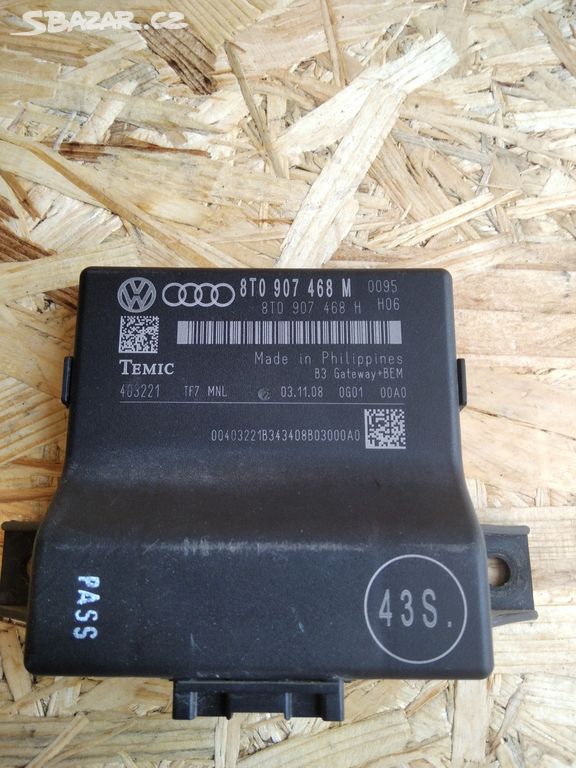 SBAZAR.CZ
8T0 907 468 M 0095
8T0 907 468 H H06
TEMIC
Made in Philippines
B3 Gateway+BEM
403221 TF7 MNL 03.11.08 0G01 00A0
00403221B343408B03000A0
PASS
43S.